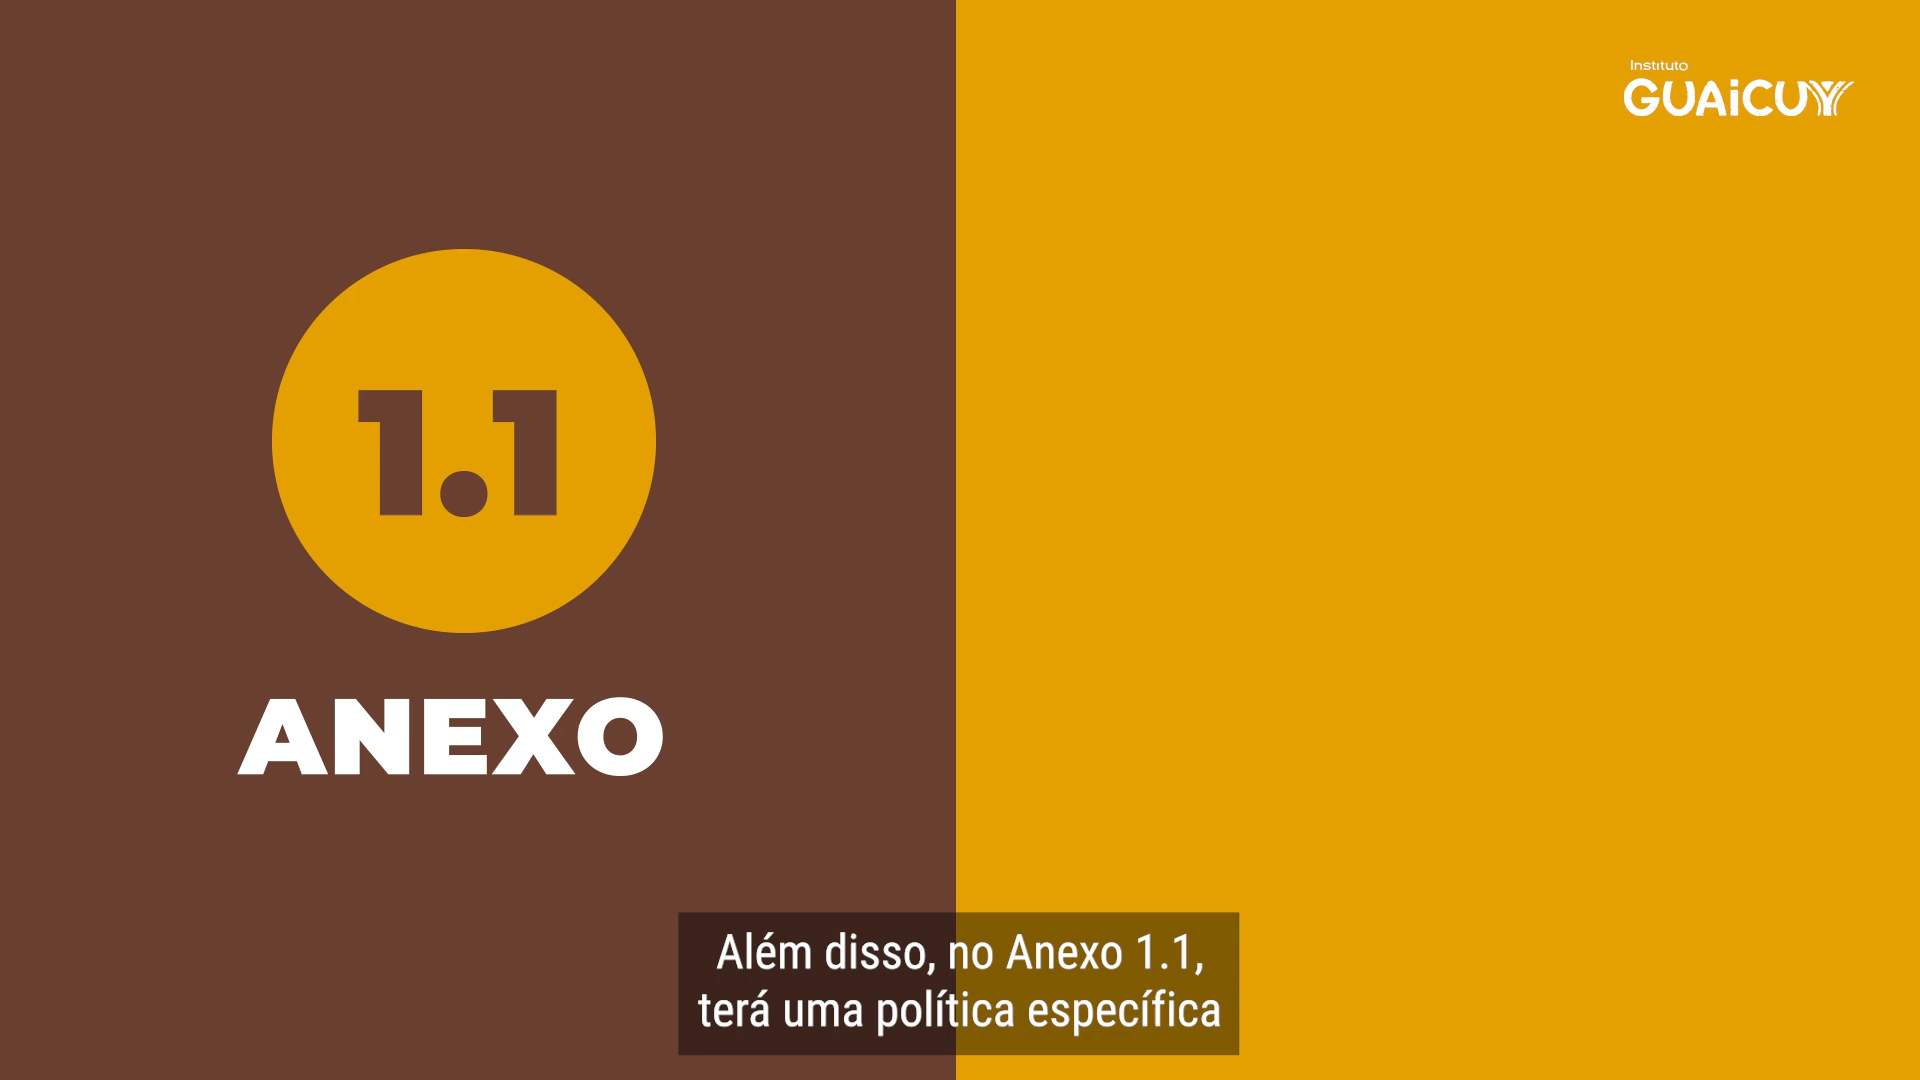 Instituto
GUAiCUY
1.1
ANEXO
Além disso, no Anexo 1.1,
terá uma política específica